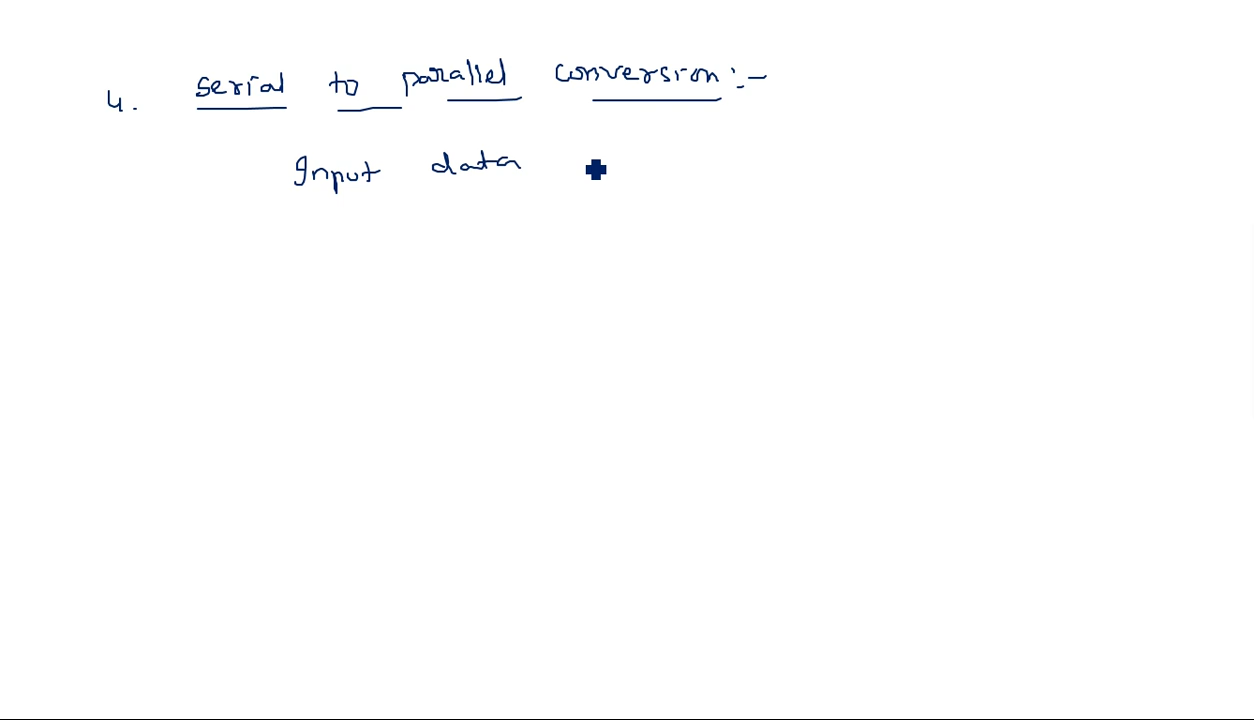 4. serial to parallel conversion :-
Input data